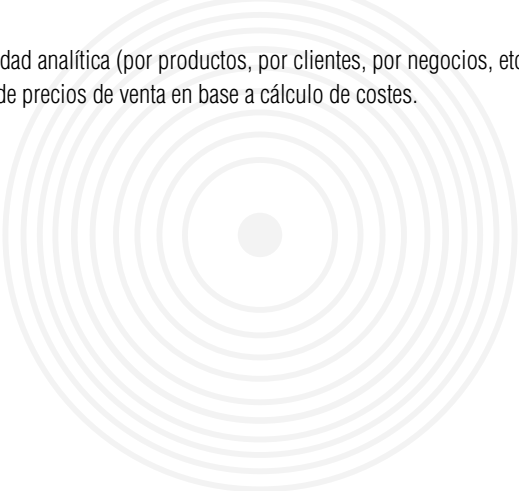 dad analítica (por productos, por clientes, por negocios, etc
de precios de venta en base a cálculo de costes.